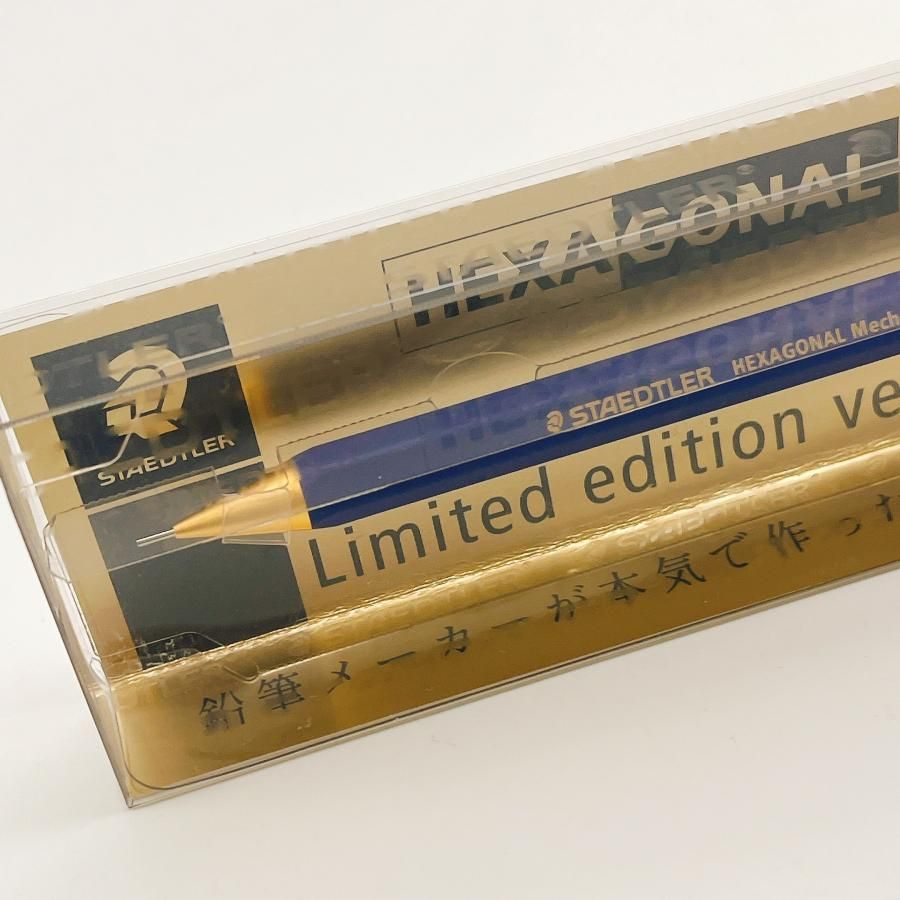 HEXAGONAL
STAEDTLER
STAEDTLER HEXAGONAL Mech
Limited edition ve
鉛筆メーカーが本気で作った